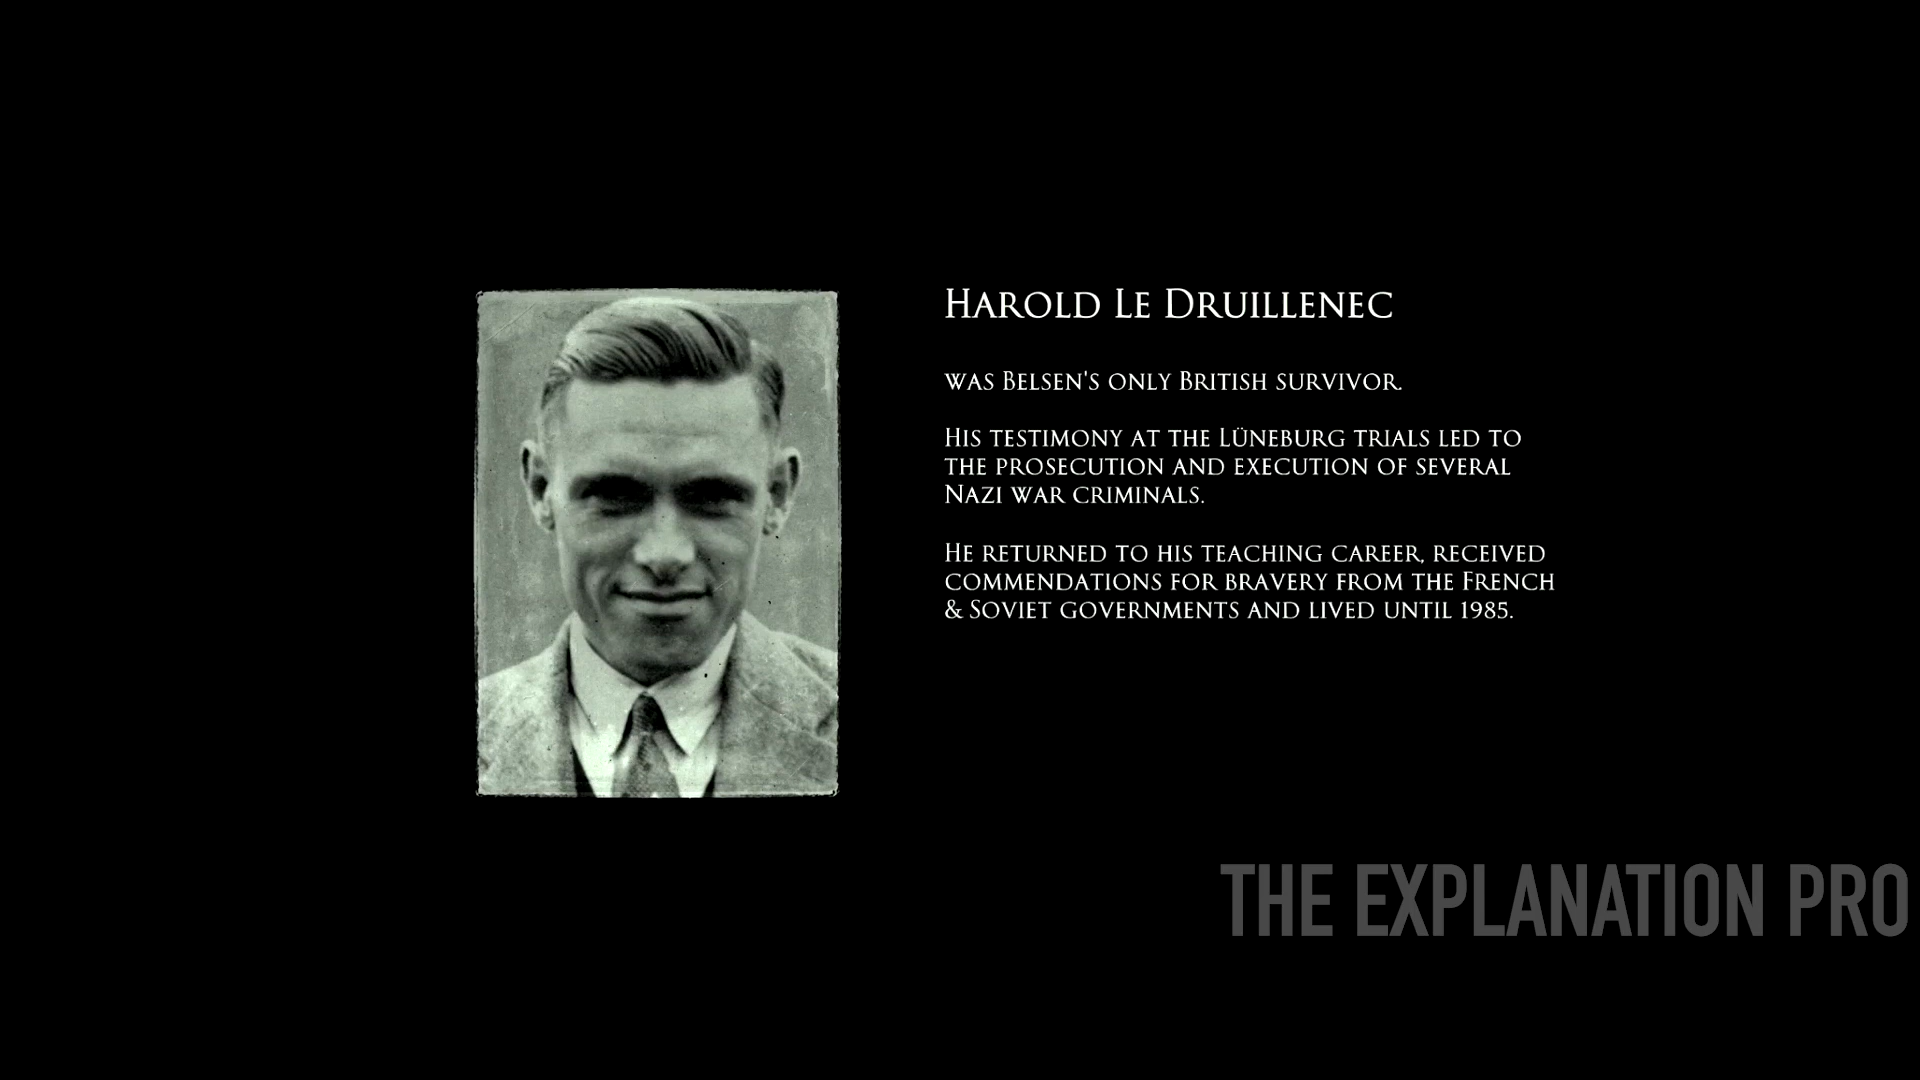 Harold Le Druillenec
was Belsen's only British survivor.
His testimony at the Lüneburg trials led to
the prosecution and execution of several
Nazi war criminals.
He returned to his teaching career, received
commendations for bravery from the French
& Soviet governments and lived until 1985.
THE EXPLANATION PRO